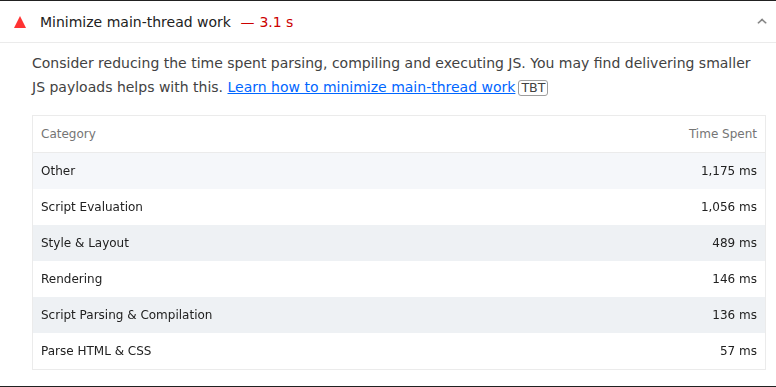 Minimize main-thread work — 3.1 s
Consider reducing the time spent parsing, compiling and executing JS. You may find delivering smaller
JS payloads helps with this. Learn how to minimize main-thread work TBT
Category Time Spent
Other 1,175 ms
Script Evaluation 1,056 ms
Style & Layout 489 ms
Rendering 146 ms
Script Parsing & Compilation 136 ms
Parse HTML & CSS 57 ms